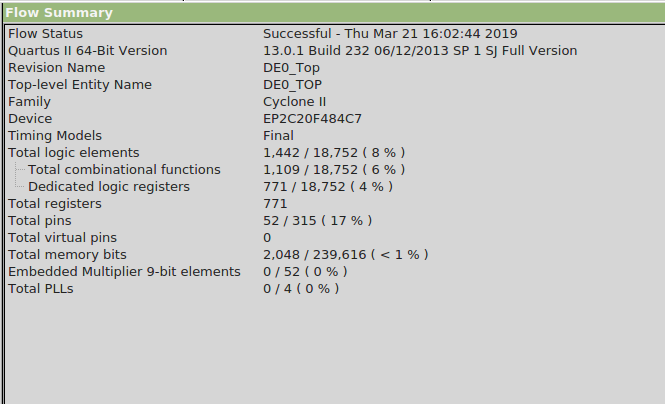 Flow Summary
Flow Status Successful - Thu Mar 21 16:02:44 2019
Quartus II 64-Bit Version 13.0.1 Build 232 06/12/2013 SP 1 SJ Full Version
Revision Name DE0_Top
Top-level Entity Name DE0_TOP
Family Cyclone II
Device EP2C20F484C7
Timing Models Final
Total logic elements 1,442 / 18,752 ( 8 % )
Total combinational functions 1,109 / 18,752 ( 6 % )
Dedicated logic registers 771 / 18,752 ( 4 % )
Total registers 771
Total pins 52 / 315 ( 17 % )
Total virtual pins 0
Total memory bits 2,048 / 239,616 ( < 1 % )
Embedded Multiplier 9-bit elements 0 / 52 ( 0 % )
Total PLLs 0 / 4 ( 0 % )